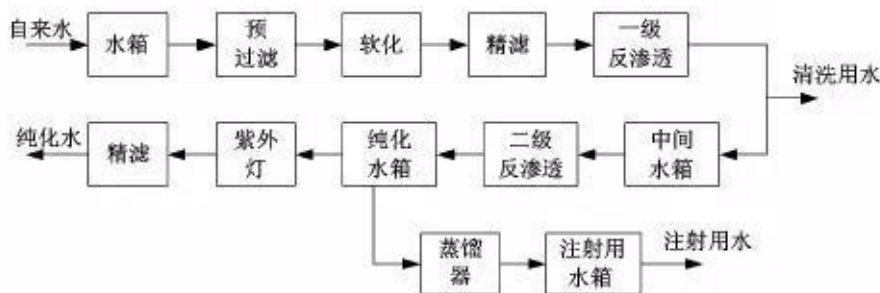 自来水
水箱
预
过滤
软化
精滤
一级
反渗透
清洗用水
纯化水
精滤
紫外
灯
纯化
水箱
二级
反渗透
中间
水箱
蒸馏
器
注射用
水箱
注射用水